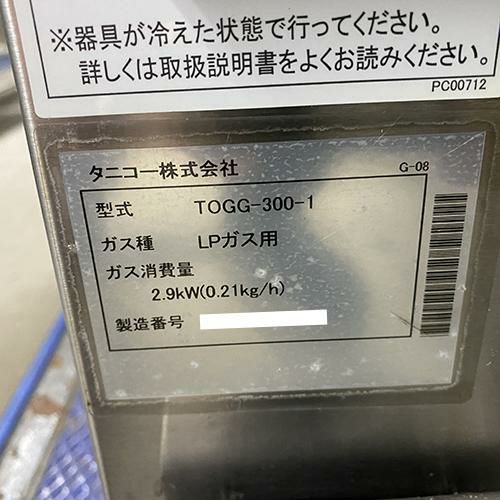 ※器具が冷えた状態で行ってください。
詳しくは取扱説明書をよくお読みください。
PC00712
タニコー株式会社
G-08
型式 TOGG-300-1
ガス種 LPガス用
ガス消費量
2.9kW(0.21kg/h)
製造番号